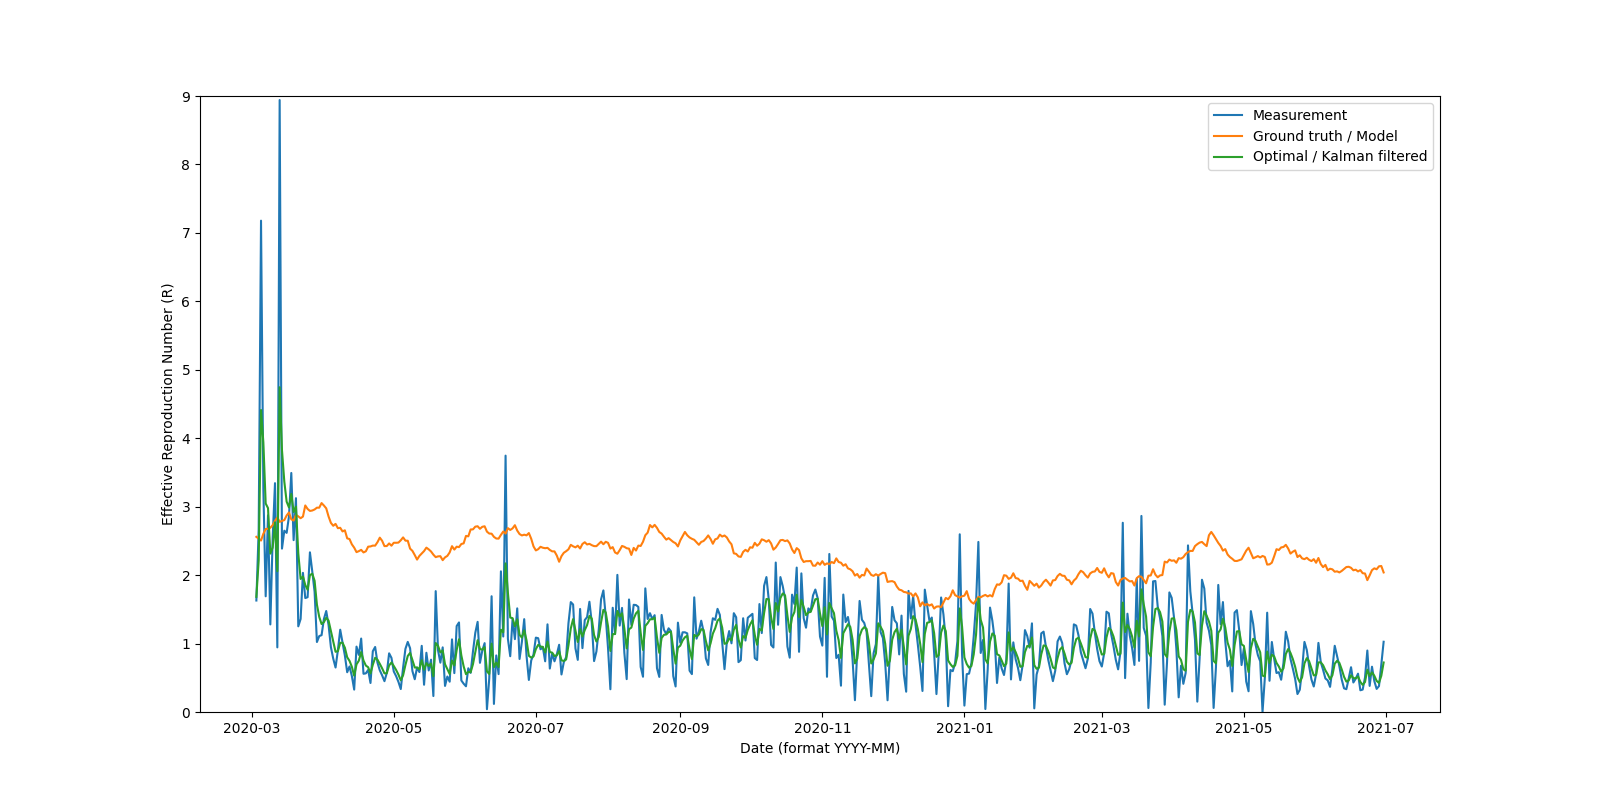 9
8
7
6
5
4
3
2
1
0
Effective Reproduction Number (R)
Measurement
Ground truth / Model
Optimal / Kalman filtered
2020-03 2020-05 2020-07 2020-09 2020-11 2021-01 2021-03 2021-05 2021-07
Date (format YYYY-MM)